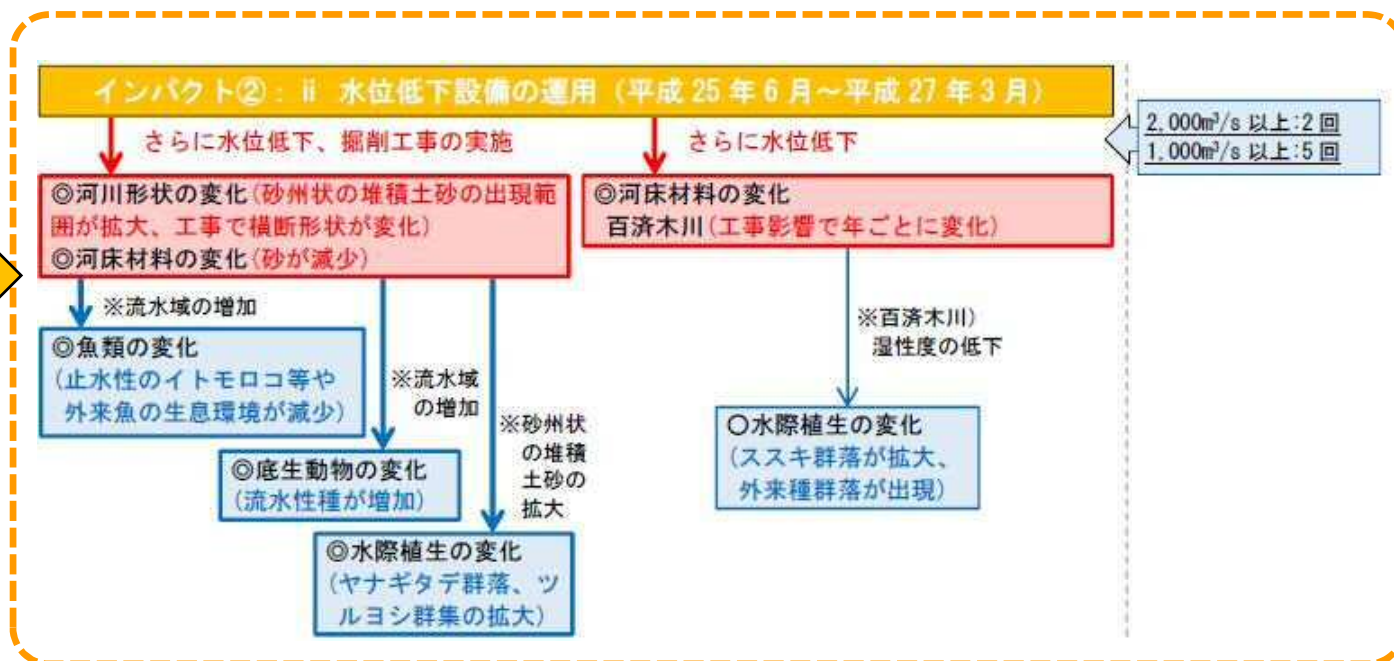 インパクト②：ⅱ 水位低下設備の運用（平成25年6月～平成27年3月）
さらに水位低下、掘削工事の実施
さらに水位低下
2,000m³/s 以上:2回
1,000m³/s 以上:5回
◎河川形状の変化(砂州状の堆積土砂の出現範
囲が拡大、工事で横断形状が変化)
◎河床材料の変化(砂が減少)
◎河床材料の変化
百済木川(工事影響で年ごとに変化)
※流水域の増加
◎魚類の変化
(止水性のイトモロコ等や
外来魚の生息環境が減少)
※流水域
の増加
◎底生動物の変化
(流水性種が増加)
※砂州状
の堆積
土砂の
拡大
◎水際植生の変化
(ヤナギタデ群落、ツ
ルヨシ群集の拡大)
※百済木川)
湿性度の低下
〇水際植生の変化
(ススキ群落が拡大、
外来種群落が出現)